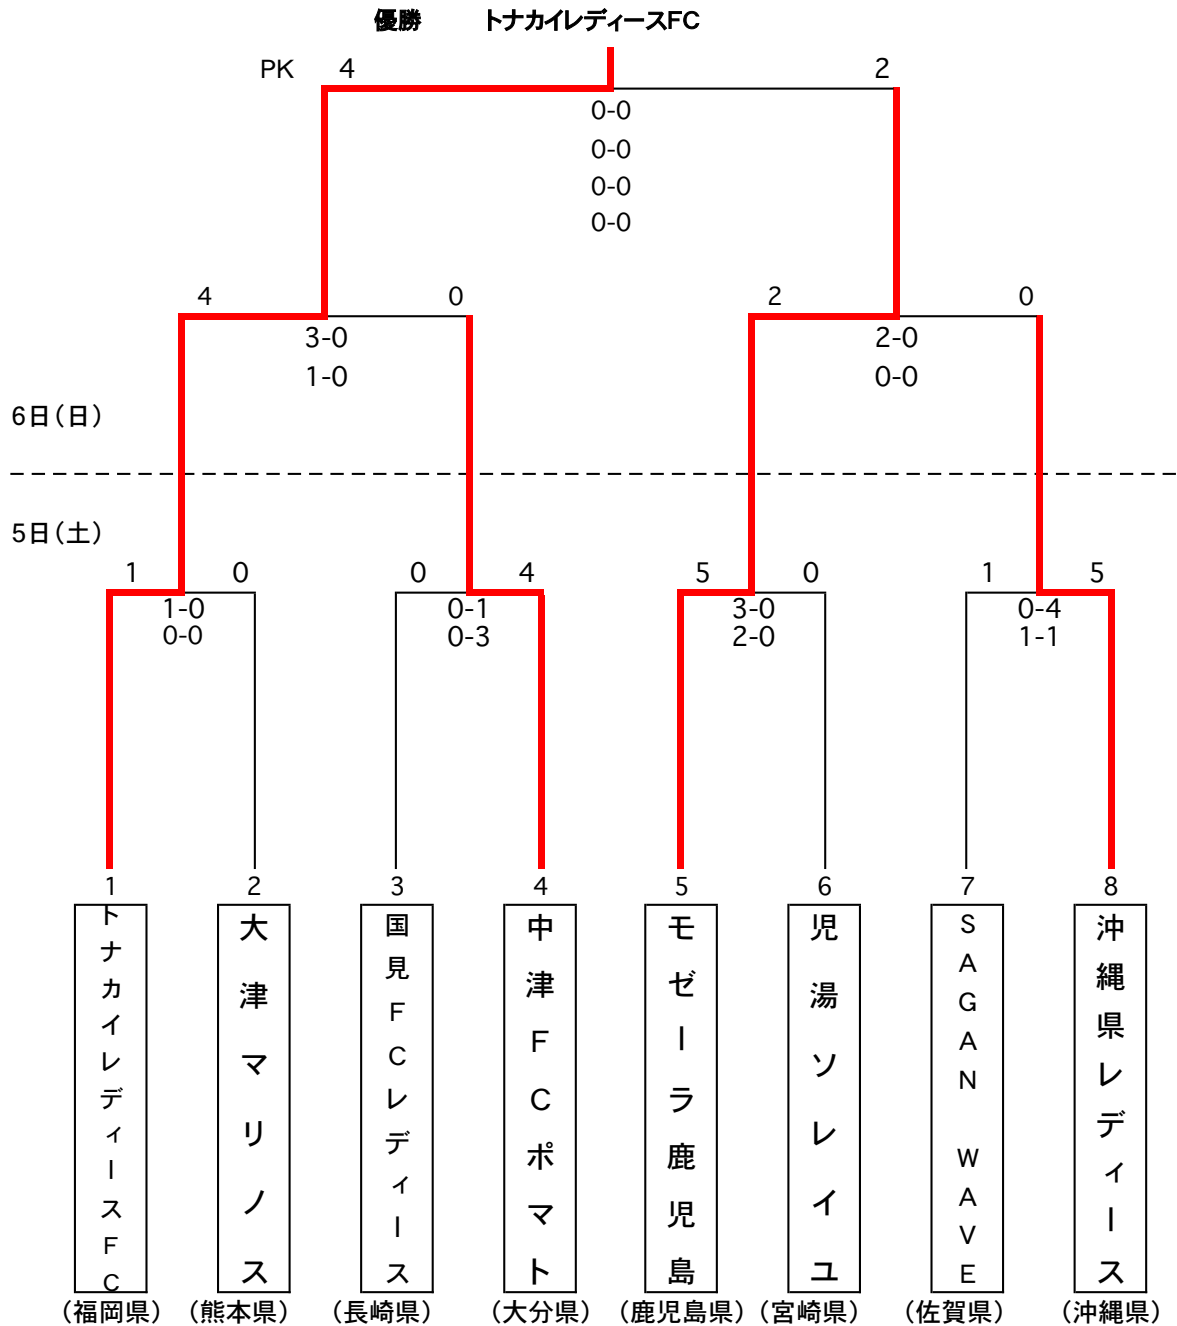 優勝 トナカイレディースFC
PK 4 2
0-0
0-0
0-0
0-0
4 0 2 0
3-0 2-0
1-0 0-0
6日(日)
5日(土)
1 0 0 4 5 0 1 5
1-0 0-1 3-0 0-4
0-0 0-3 2-0 1-1
1 2 3 4 5 6 7 8
トナカイレディースFC
大津マリノス
国見FCレディース
中津FCポマト
モゼーラ鹿児島
児湯ソレイユ
SAGAN WAVE
沖縄県レディース
(福岡県) (熊本県) (長崎県) (大分県) (鹿児島県) (宮崎県) (佐賀県) (沖縄県)